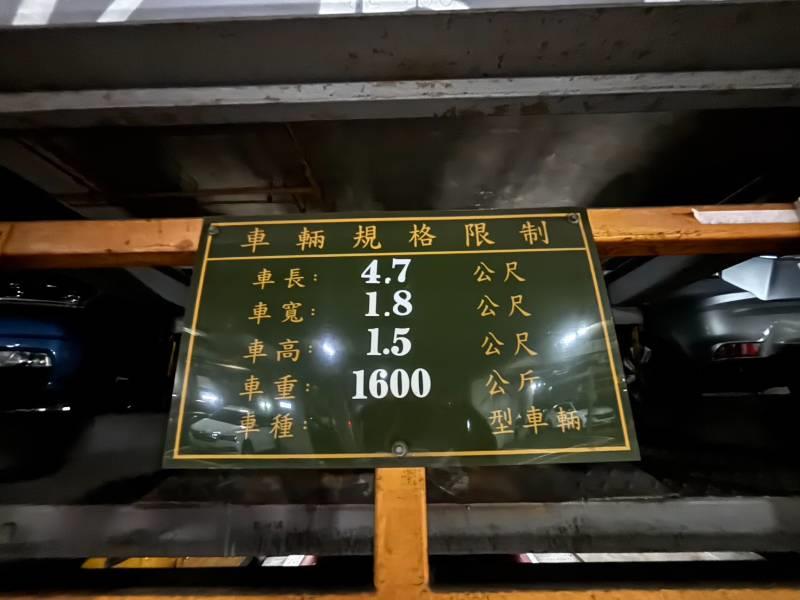 車輛規格限制
車長: 4.7 公尺
車寬: 1.8 公尺
車高: 1.5 公尺
車重: 1600 公斤
車種: 型車輛